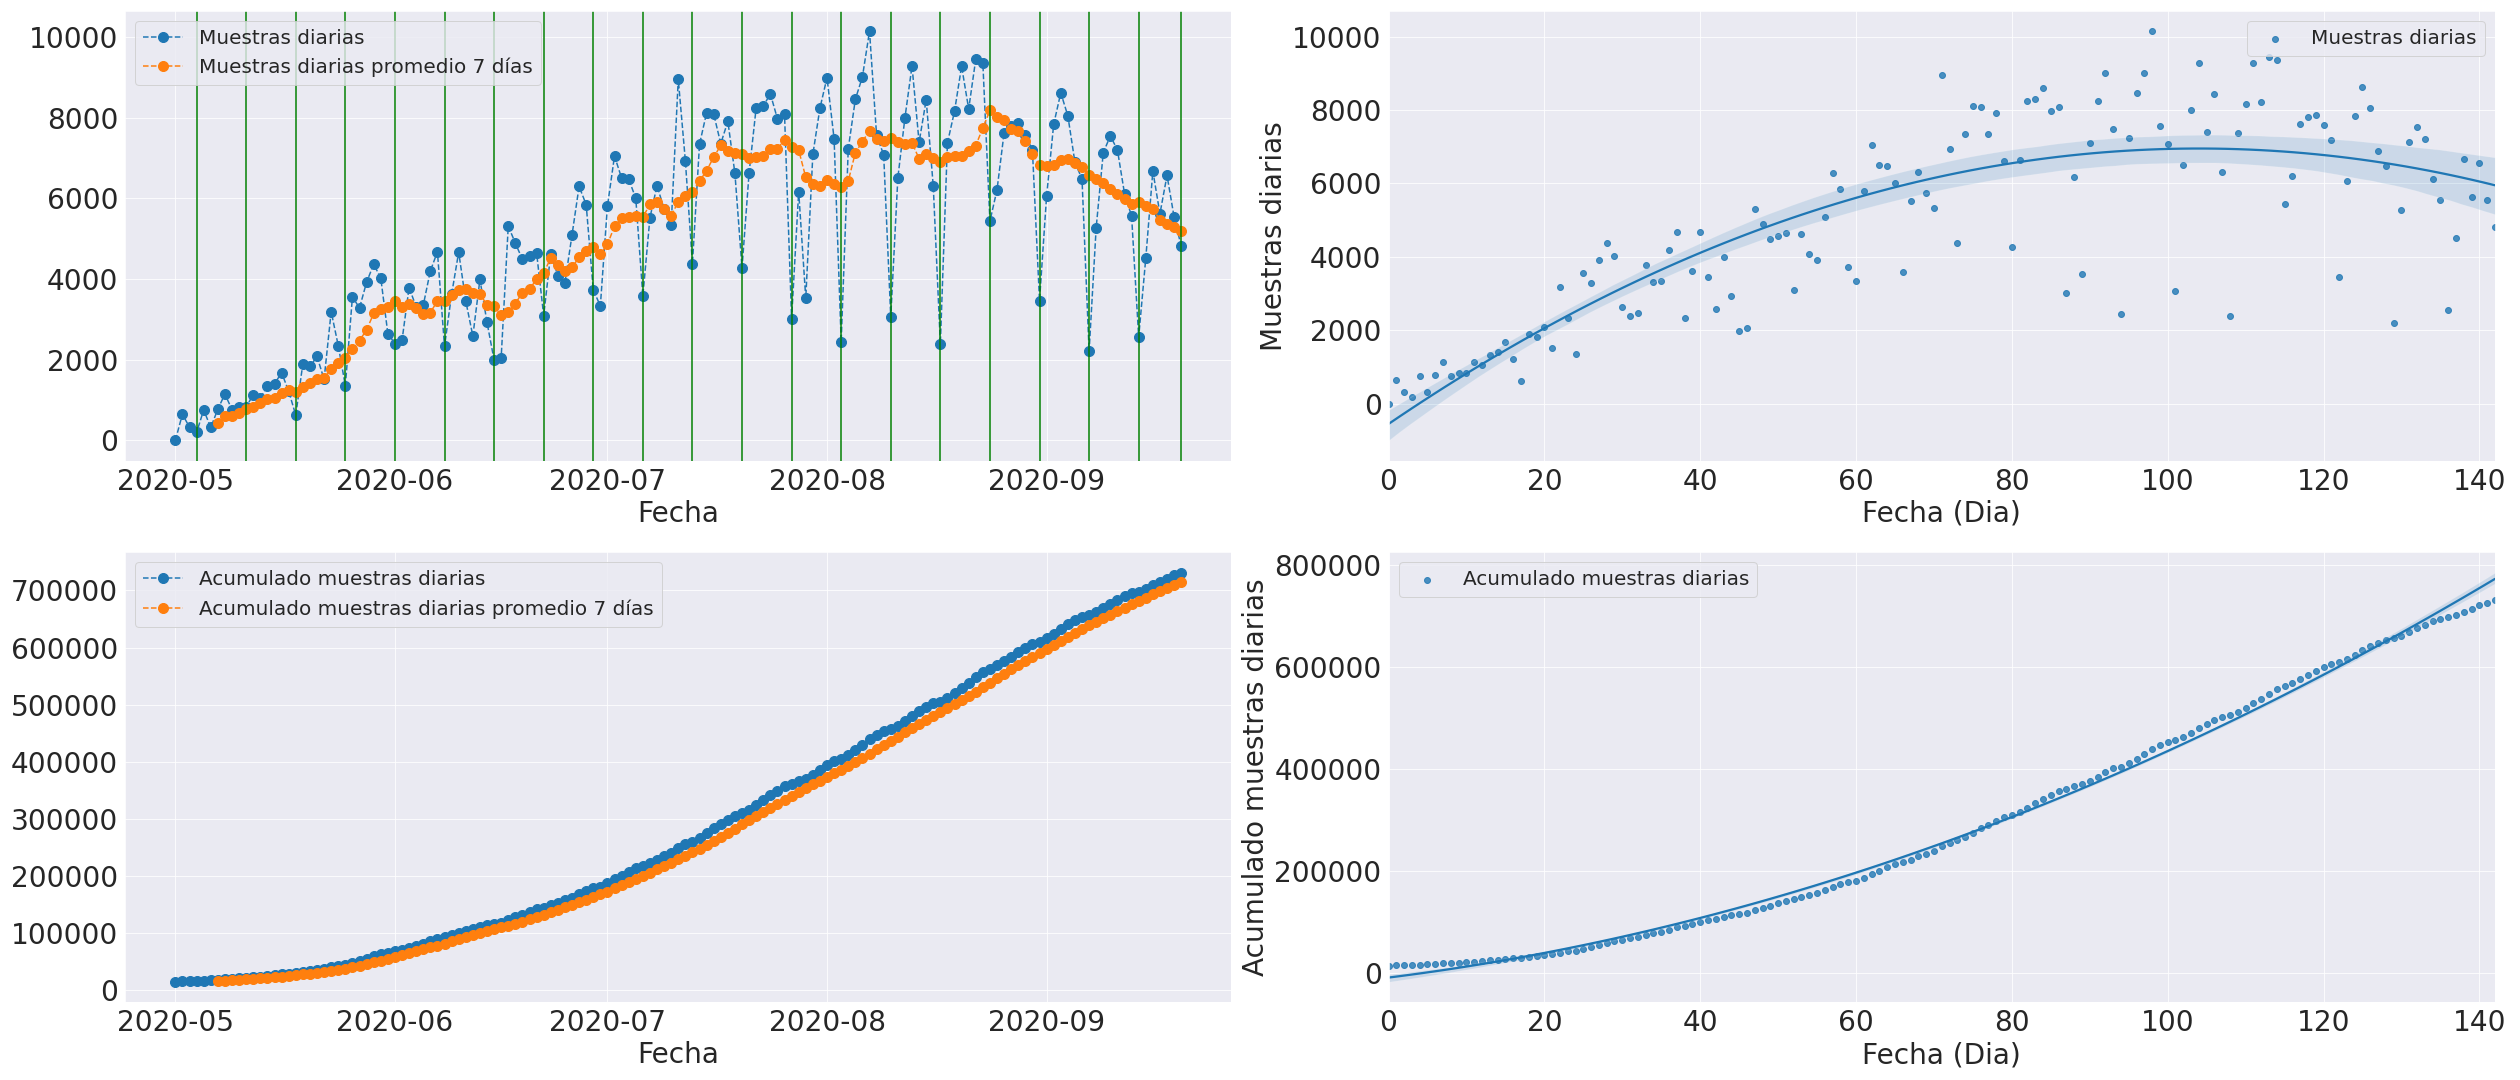 Muestras diarias
Muestras diarias promedio 7 días
10000
8000
6000
4000
2000
0
2020-05 2020-06 2020-07 2020-08 2020-09
Fecha
Muestras diarias
Muestras diarias
10000
8000
6000
4000
2000
0
0 20 40 60 80 100 120 140
Fecha (Dia)
Acumulado muestras diarias
Acumulado muestras diarias promedio 7 días
700000
600000
500000
400000
300000
200000
100000
0
2020-05 2020-06 2020-07 2020-08 2020-09
Fecha
Acumulado muestras diarias
Acumulado muestras diarias
800000
600000
400000
200000
0
0 20 40 60 80 100 120 140
Fecha (Dia)